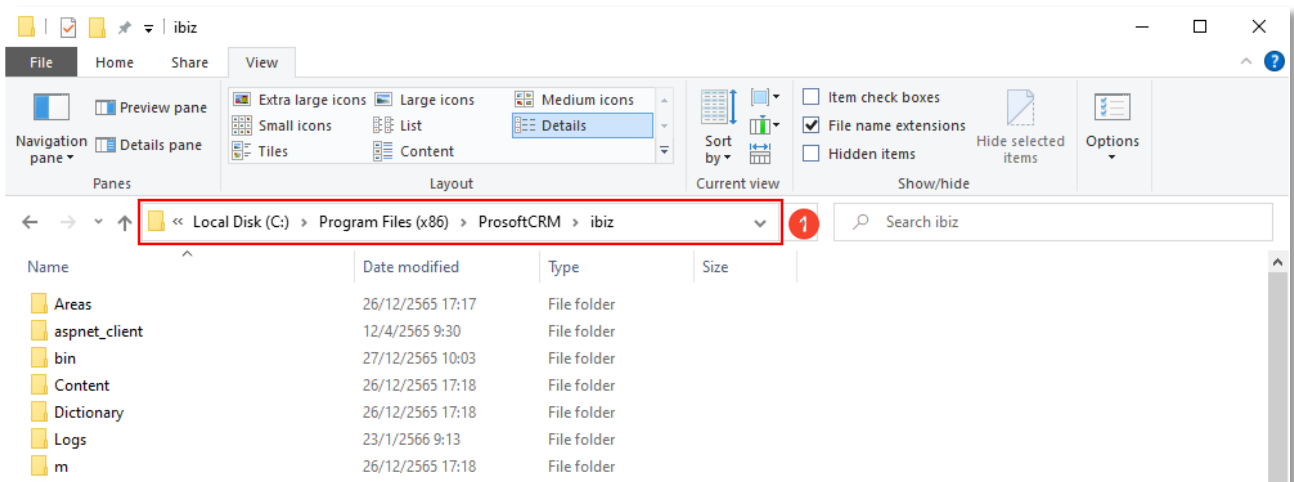 ibiz
File Home Share View
Navigation pane
Preview pane
Details pane
Panes
Extra large icons Large icons Medium icons
Small icons List Details
Tiles Content
Layout
Sort by
Current view
Item check boxes
File name extensions
Hidden items
Hide selected items
Show/hide
Options
« Local Disk (C:) › Program Files (x86) › ProsoftCRM › ibiz
1
Search ibiz
Name Date modified Type Size
Areas 26/12/2565 17:17 File folder
aspnet_client 12/4/2565 9:30 File folder
bin 27/12/2565 10:03 File folder
Content 26/12/2565 17:18 File folder
Dictionary 26/12/2565 17:18 File folder
Logs 23/1/2566 9:13 File folder
m 26/12/2565 17:18 File folder